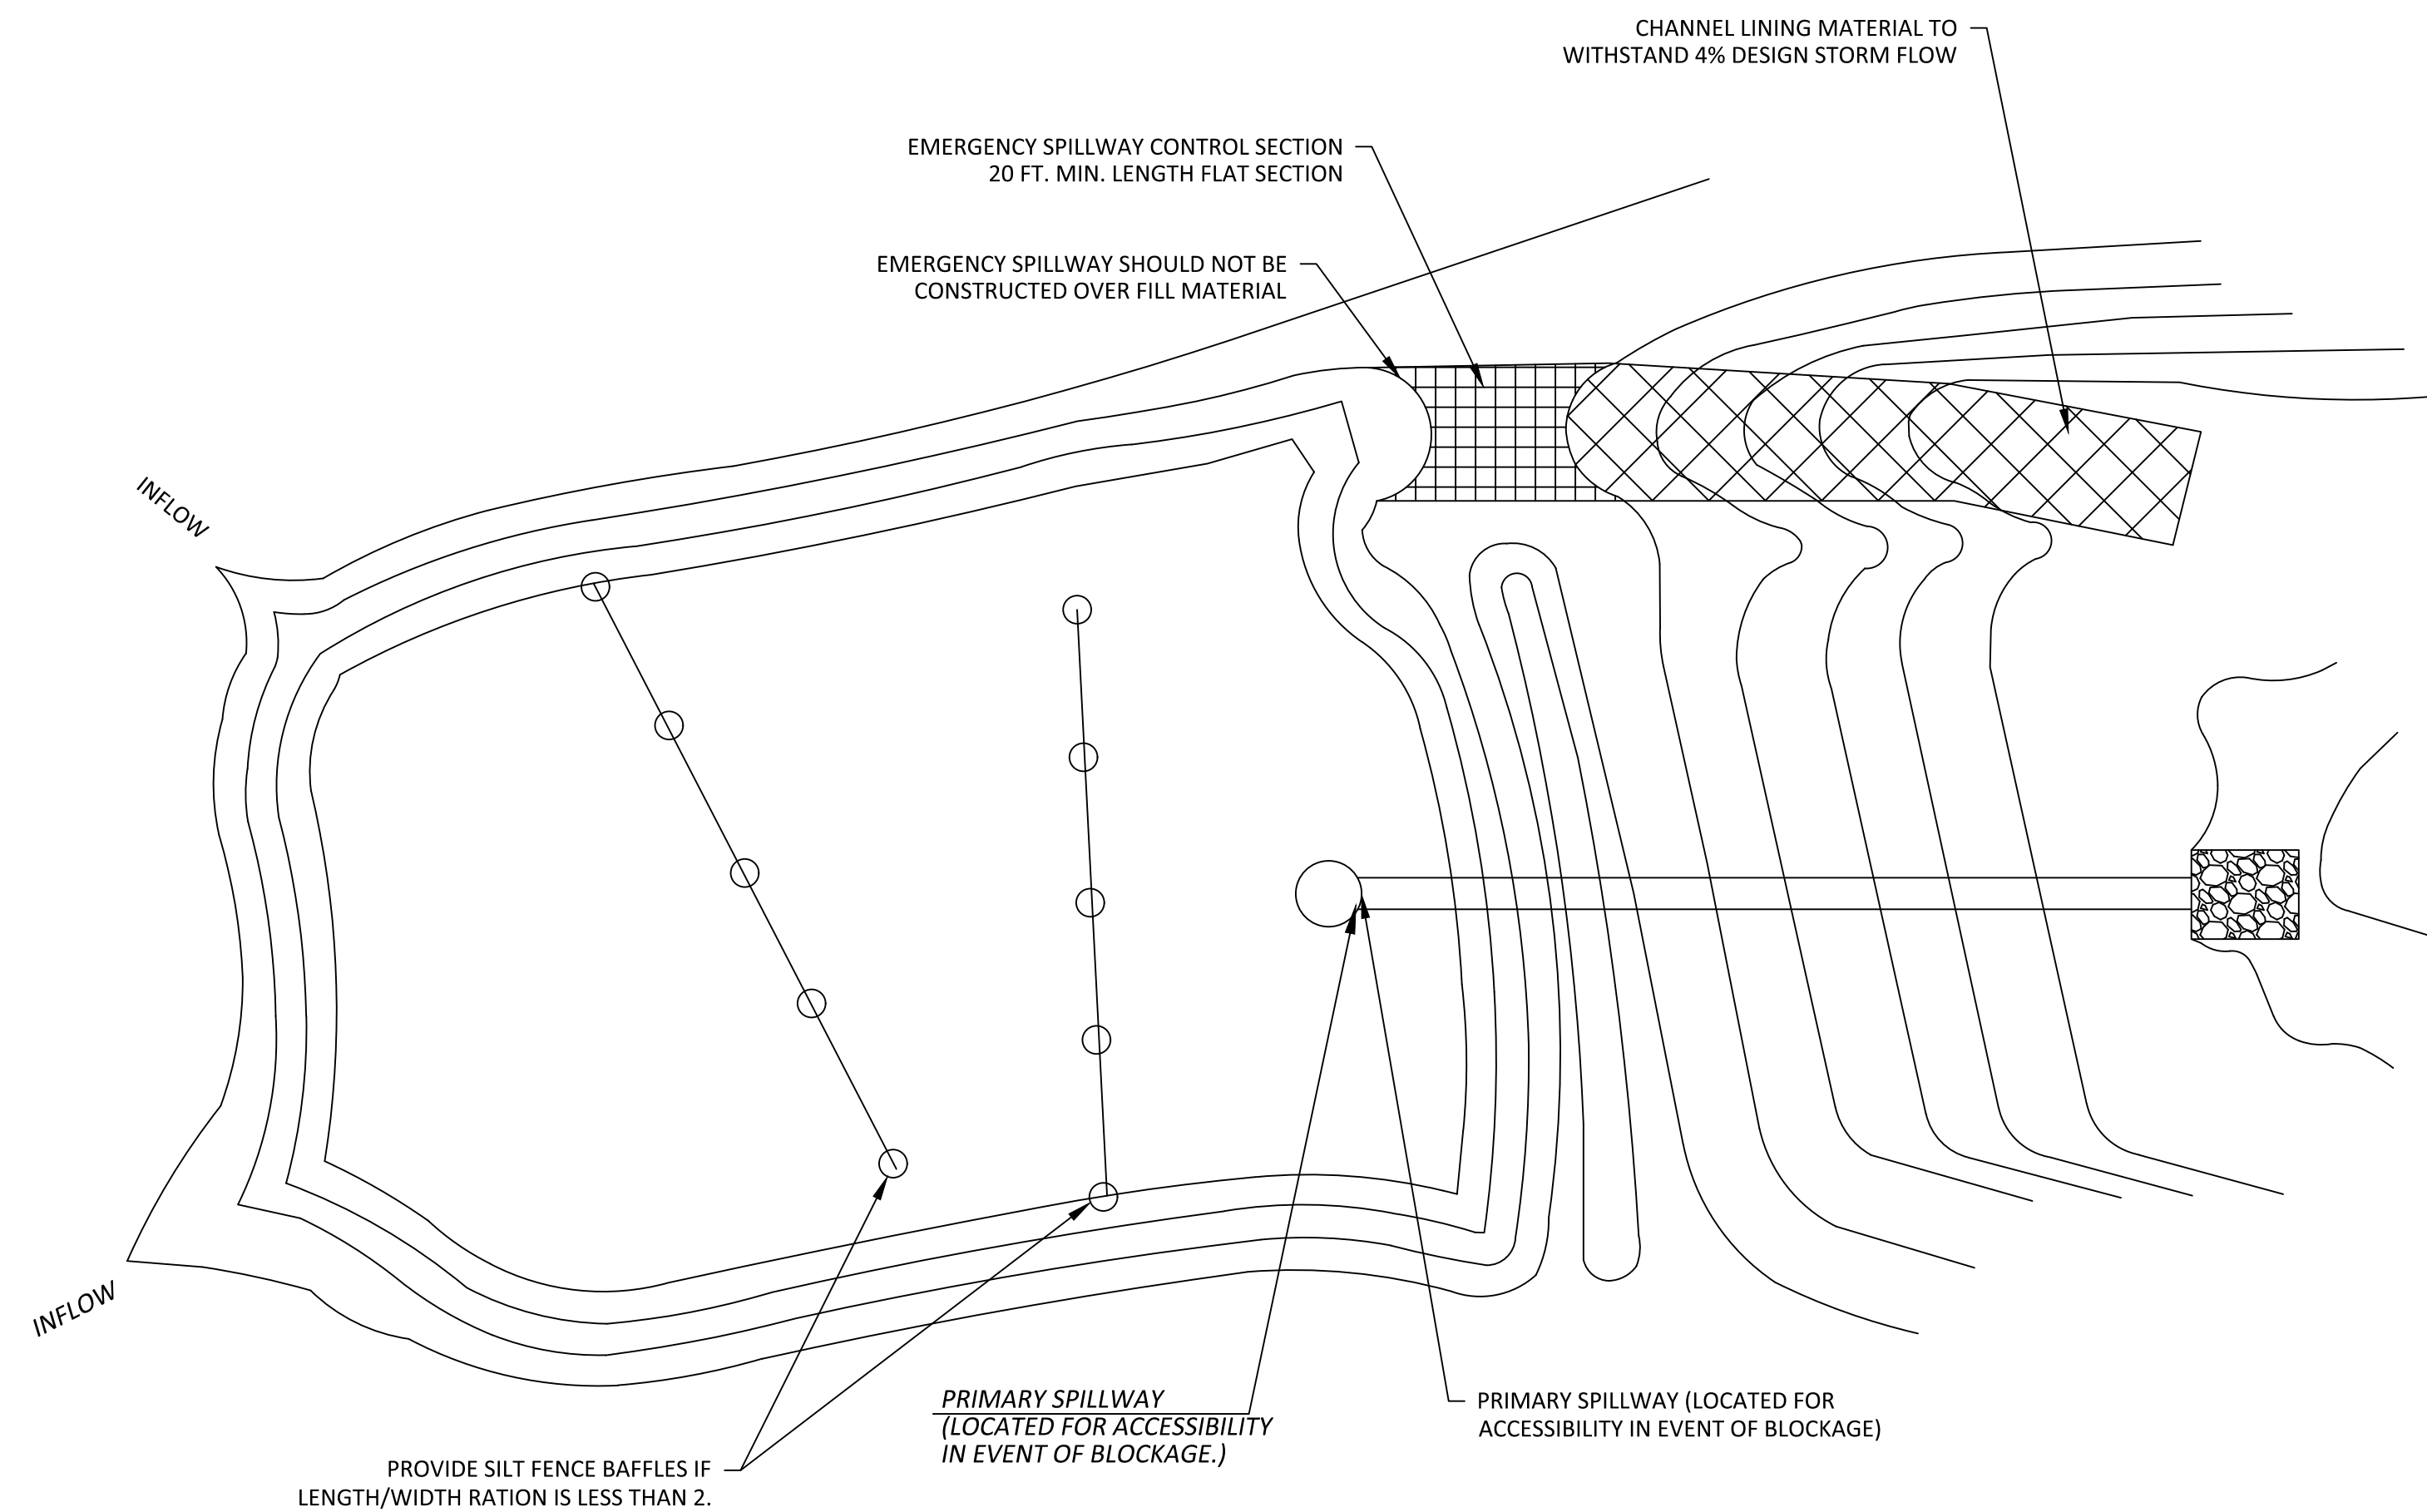 CHANNEL LINING MATERIAL TO
WITHSTAND 4% DESIGN STORM FLOW
EMERGENCY SPILLWAY CONTROL SECTION
20 FT. MIN. LENGTH FLAT SECTION
EMERGENCY SPILLWAY SHOULD NOT BE
CONSTRUCTED OVER FILL MATERIAL
INFLOW
INFLOW
PRIMARY SPILLWAY
(LOCATED FOR ACCESSIBILITY
IN EVENT OF BLOCKAGE.)
PRIMARY SPILLWAY (LOCATED FOR
ACCESSIBILITY IN EVENT OF BLOCKAGE)
PROVIDE SILT FENCE BAFFLES IF
LENGTH/WIDTH RATION IS LESS THAN 2.